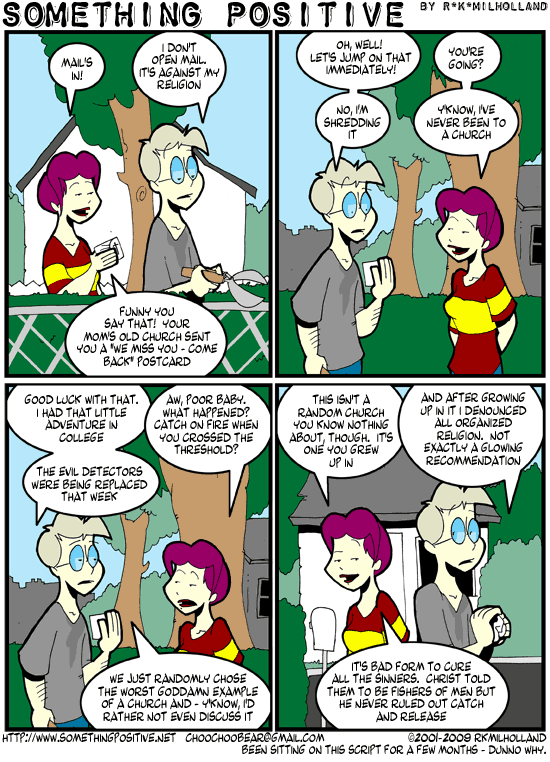 SOMETHING POSITIVE BY R*K*MILHOLLAND
MAIL'S
IN!
I DON'T
OPEN MAIL.
IT'S AGAINST MY
RELIGION
FUNNY YOU
SAY THAT! YOUR
MOM'S OLD CHURCH SENT
YOU A "WE MISS YOU - COME
BACK" POSTCARD
OH, WELL!
LET'S JUMP ON THAT
IMMEDIATELY!
YOU'RE
GOING?
NO, I'M
SHREDDING
IT
Y'KNOW, I'VE
NEVER BEEN TO
A CHURCH
GOOD LUCK WITH THAT.
I HAD THAT LITTLE
ADVENTURE IN
COLLEGE
AW, POOR BABY.
WHAT HAPPENED?
CATCH ON FIRE WHEN
YOU CROSSED THE
THRESHOLD?
THE EVIL DETECTORS
WERE BEING REPLACED
THAT WEEK
WE JUST RANDOMLY CHOSE
THE WORST GODDAMN EXAMPLE
OF A CHURCH AND - Y'KNOW, I'D
RATHER NOT EVEN DISCUSS IT
THIS ISN'T A
RANDOM CHURCH
YOU KNOW NOTHING
ABOUT, THOUGH. IT'S
ONE YOU GREW
UP IN
AND AFTER GROWING
UP IN IT I DENOUNCED
ALL ORGANIZED
RELIGION. NOT
EXACTLY A GLOWING
RECOMMENDATION
IT'S BAD FORM TO CURE
ALL THE SINNERS. CHRIST TOLD
THEM TO BE FISHERS OF MEN BUT
HE NEVER RULED OUT CATCH
AND RELEASE
HTTP://WWW.SOMETHINGPOSITIVE.NET CHOOCHOOBEAR@GMAIL.COM ©2001-2009 RKMILHOLLAND
BEEN SITTING ON THIS SCRIPT FOR A FEW MONTHS - DUNNO WHY.